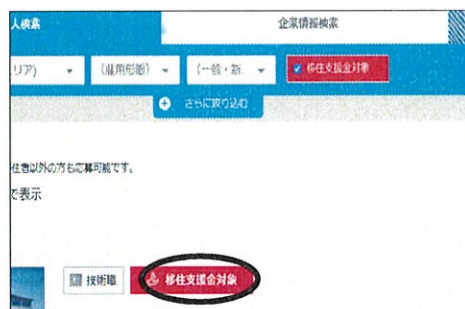 人検索 企業情報検索
リア) (雇用形態) (一般・新 移住支援金対象
さらに絞り込む
住者以外の方も応募可能です。
で表示
技術職 移住支援金対象